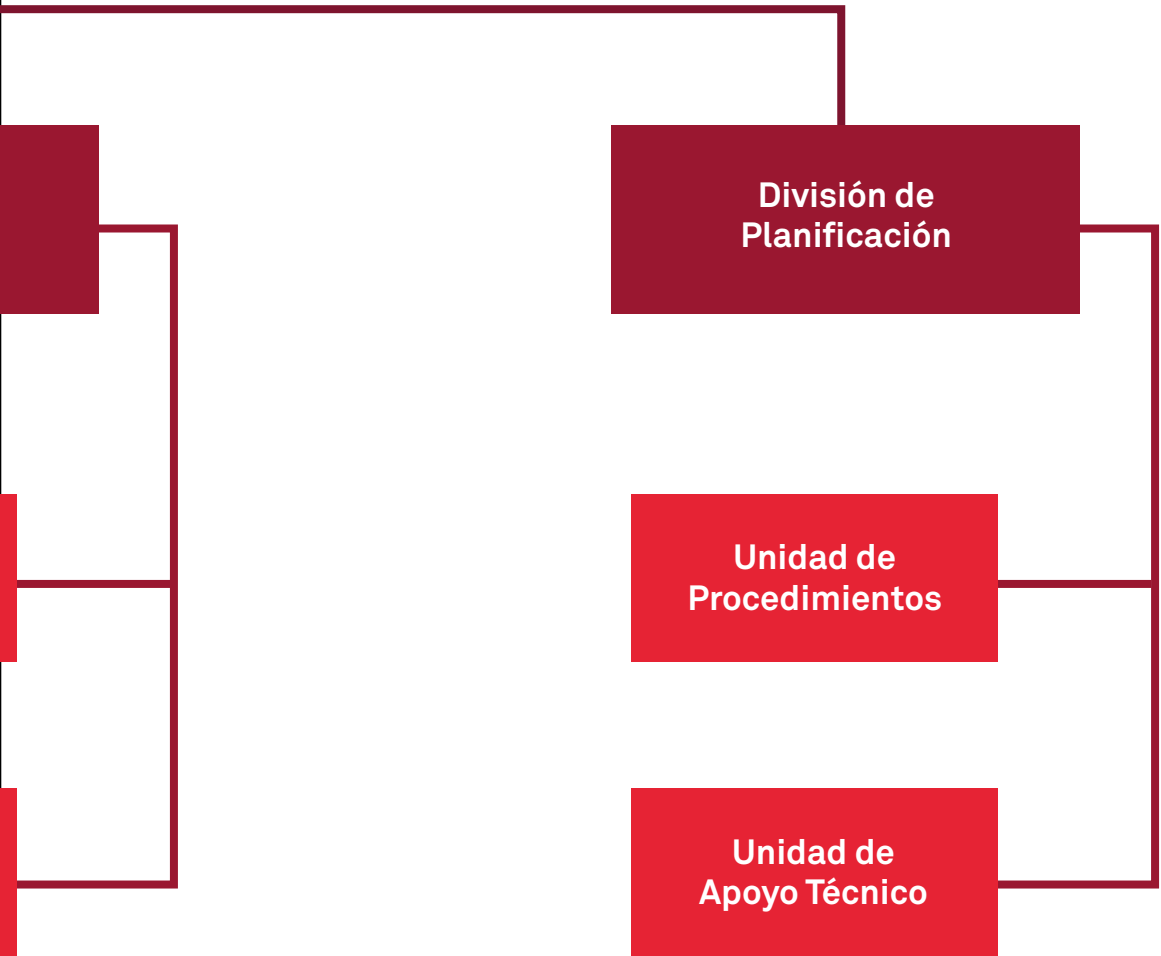 División de
Planificación
Unidad de
Procedimientos
Unidad de
Apoyo Técnico